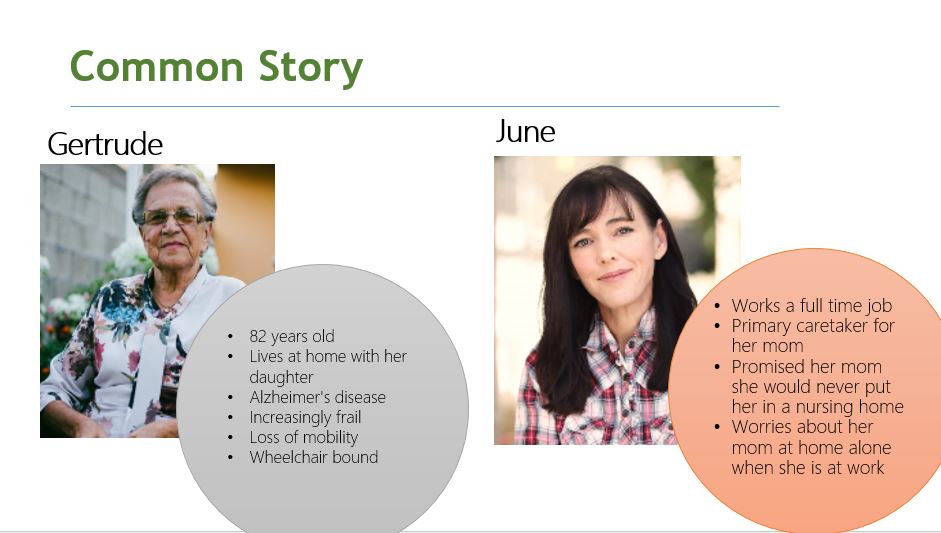 Common Story
Gertrude
• 82 years old
• Lives at home with her
daughter
• Alzheimer's disease
• Increasingly frail
• Loss of mobility
• Wheelchair bound
June
• Works a full time job
• Primary caretaker for
her mom
• Promised her mom
she would never put
her in a nursing home
• Worries about her
mom at home alone
when she is at work